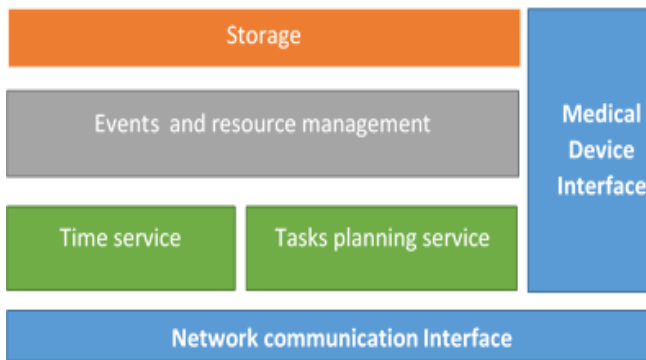 Storage
Events and resource management
Medical
Device
Interface
Time service
Tasks planning service
Network communication Interface